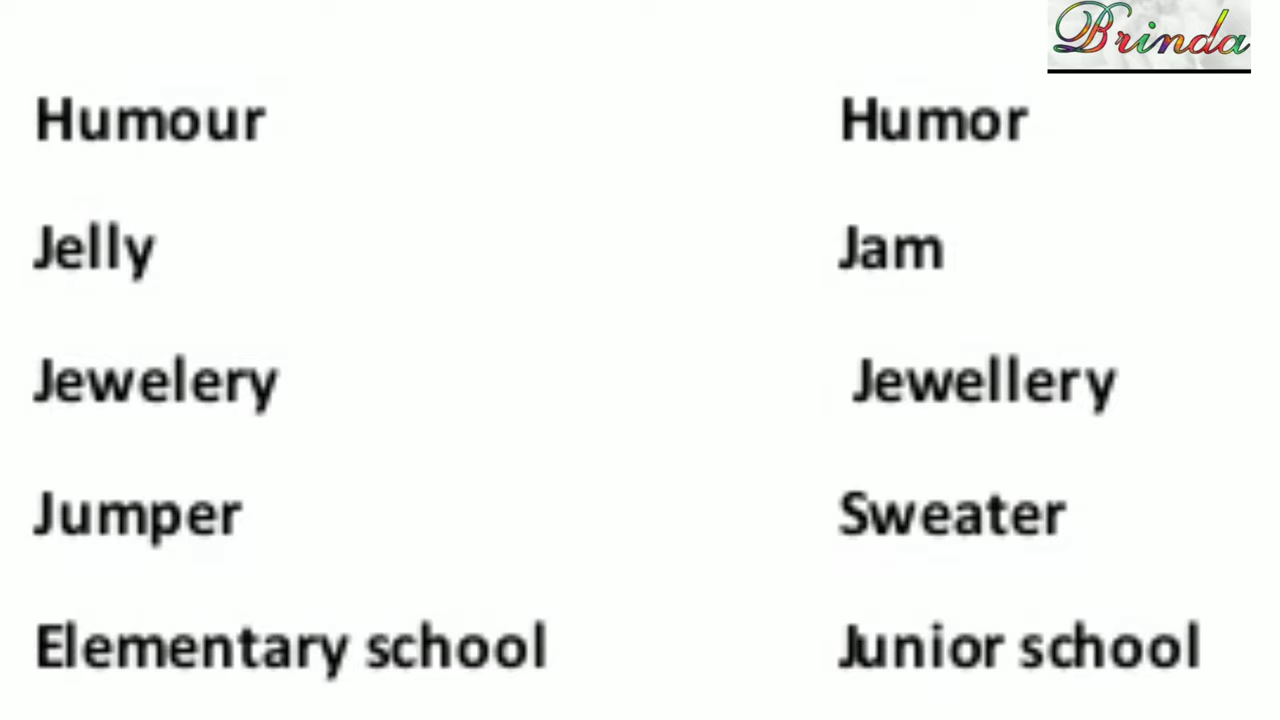 Brinda
Humour Humor
Jelly Jam
Jewelery Jewellery
Jumper Sweater
Elementary school Junior school